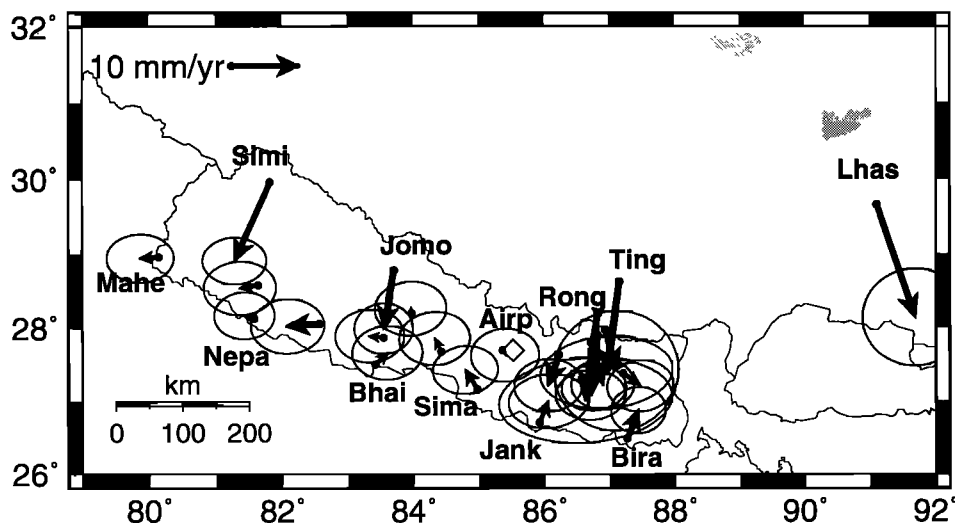 32°
10 mm/yr
Simi
Lhas
30°
Jomo
Ting
Mahe
Rong
Airp
28°
Nepa
Bhai
km
Sima
0 100 200
Jank
Bira
26°
80° 82° 84° 86° 88° 90° 92°